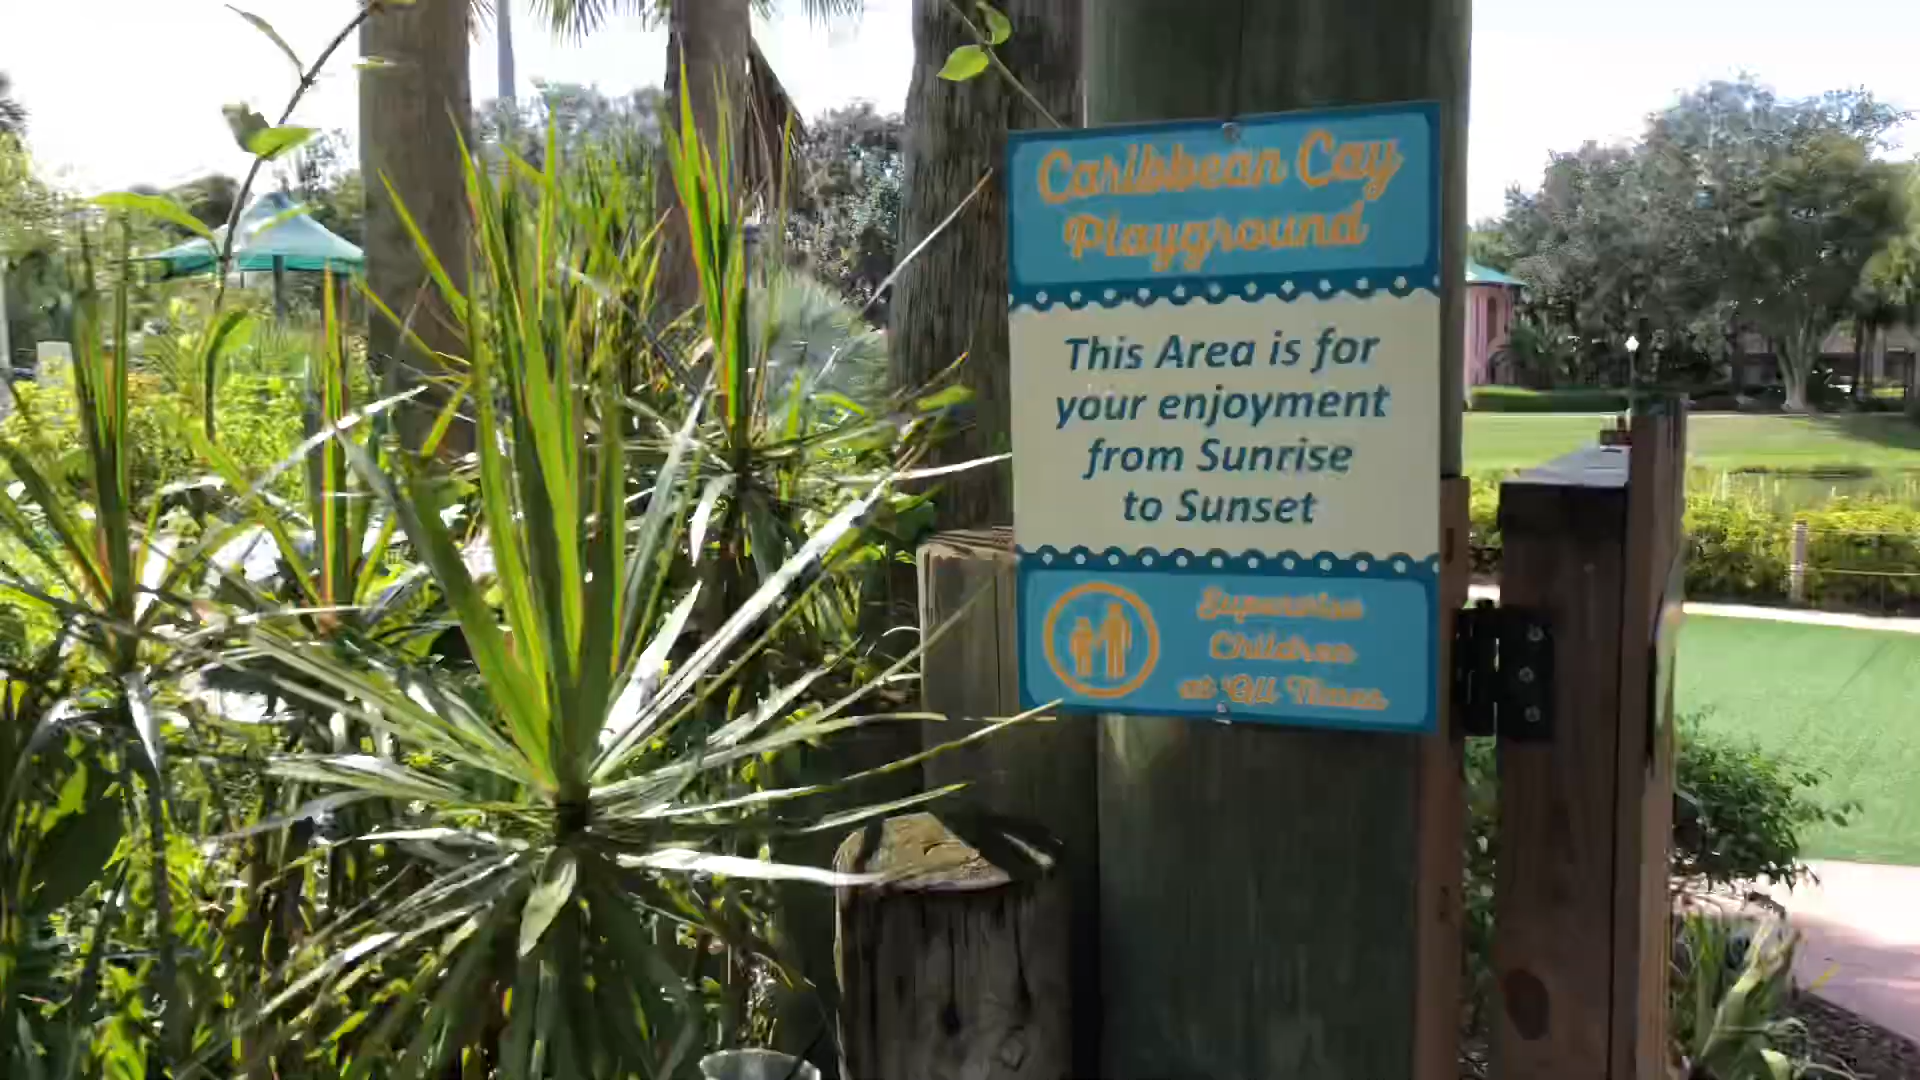 Caribbean Cay
Playground
This Area is for
your enjoyment
from Sunrise
to Sunset
Supervise
Children
at All Times